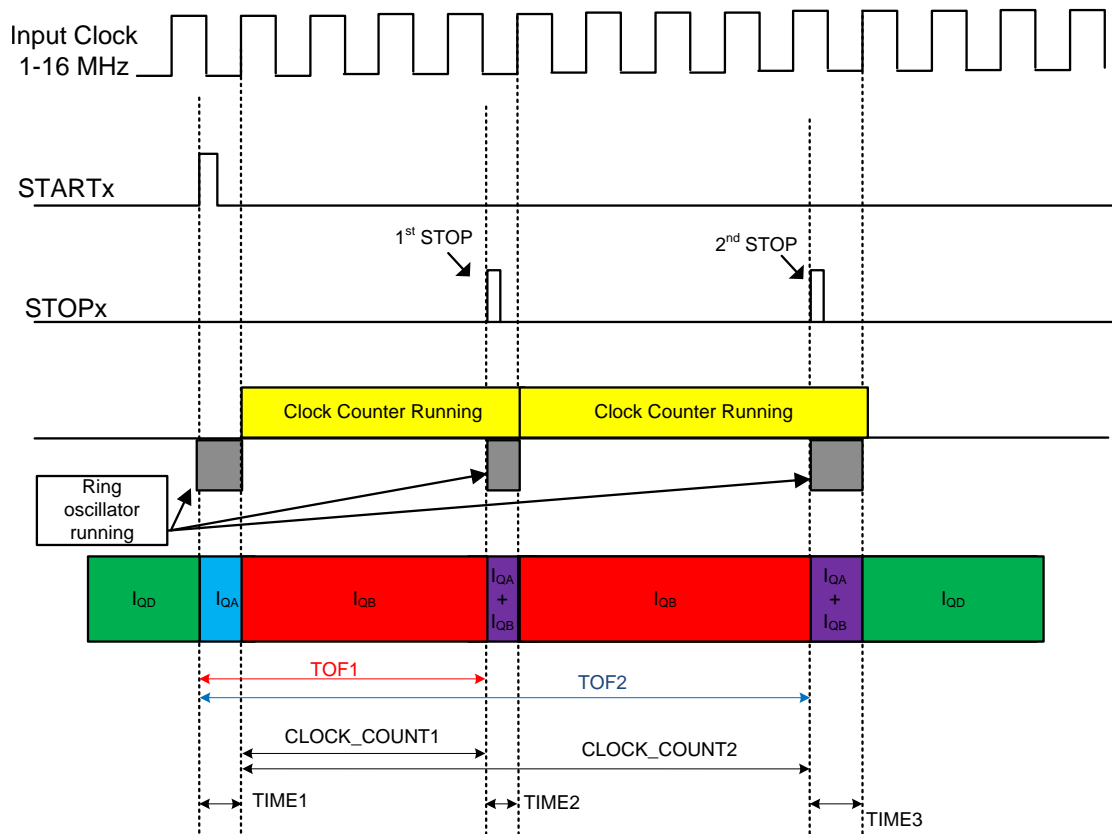 Input Clock
1-16 MHz
STARTx
1st STOP
2nd STOP
STOPx
Clock Counter Running
Clock Counter Running
Ring
oscillator
running
IQD
IQA
IQB
IQA
+
IQB
IQB
IQA
+
IQB
IQD
TOF1
TOF2
CLOCK_COUNT1
CLOCK_COUNT2
TIME1
TIME2
TIME3